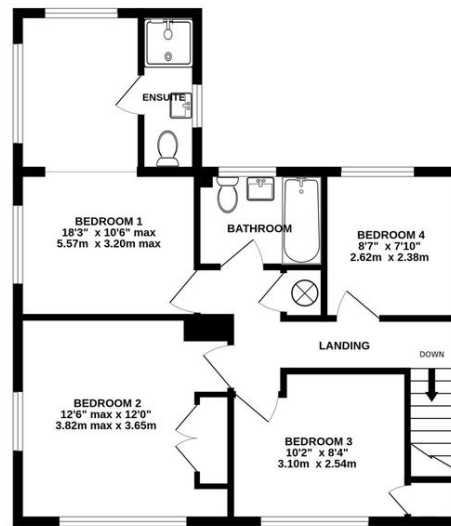 ENSUITE
BEDROOM 1
18'3" x 10'6" max
5.57m x 3.20m max
BATHROOM
BEDROOM 4
8'7" x 7'10"
2.62m x 2.38m
LANDING
DOWN
BEDROOM 2
12'6" max x 12'0"
3.82m max x 3.65m
BEDROOM 3
10'2" x 8'4"
3.10m x 2.54m